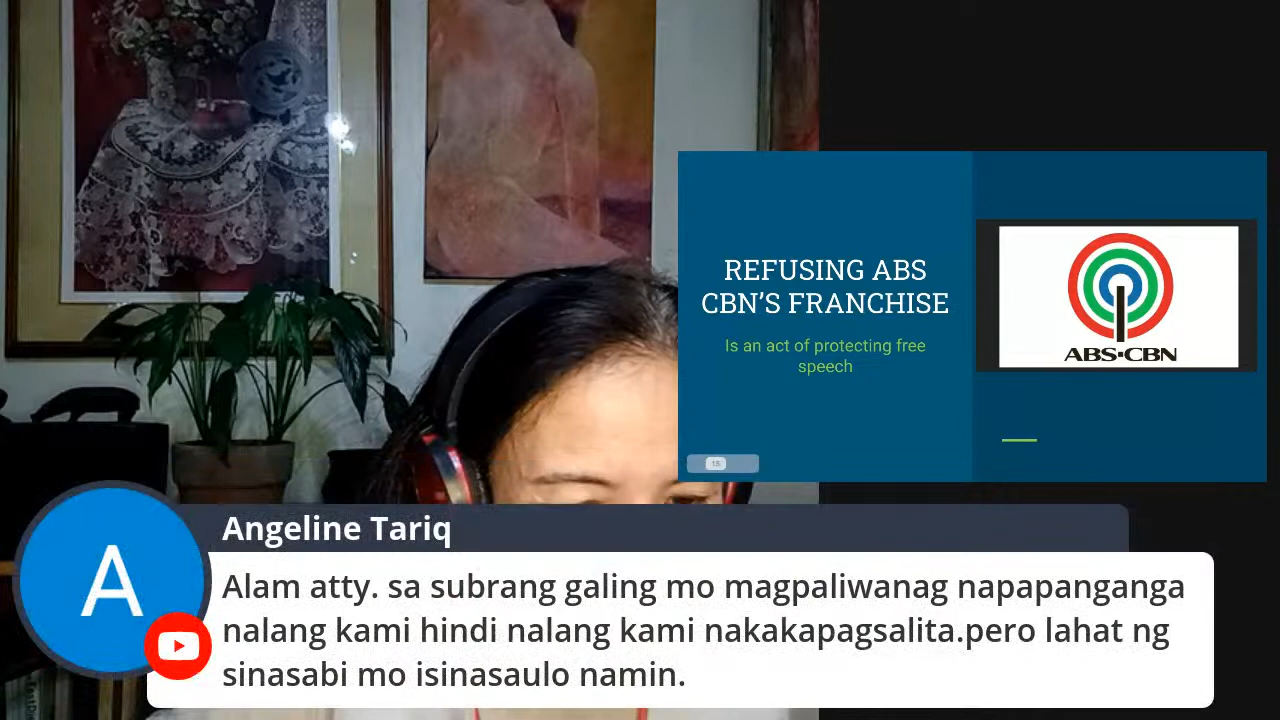 REFUSING ABS
CBN'S FRANCHISE
Is an act of protecting free
speech
ABS•CBN
15
A
Angeline Tariq
Alam atty. sa subrang galing mo magpaliwanag napapanganga
nalang kami hindi nalang kami nakakapagsalita.pero lahat ng
sinasabi mo isinasaulo namin.